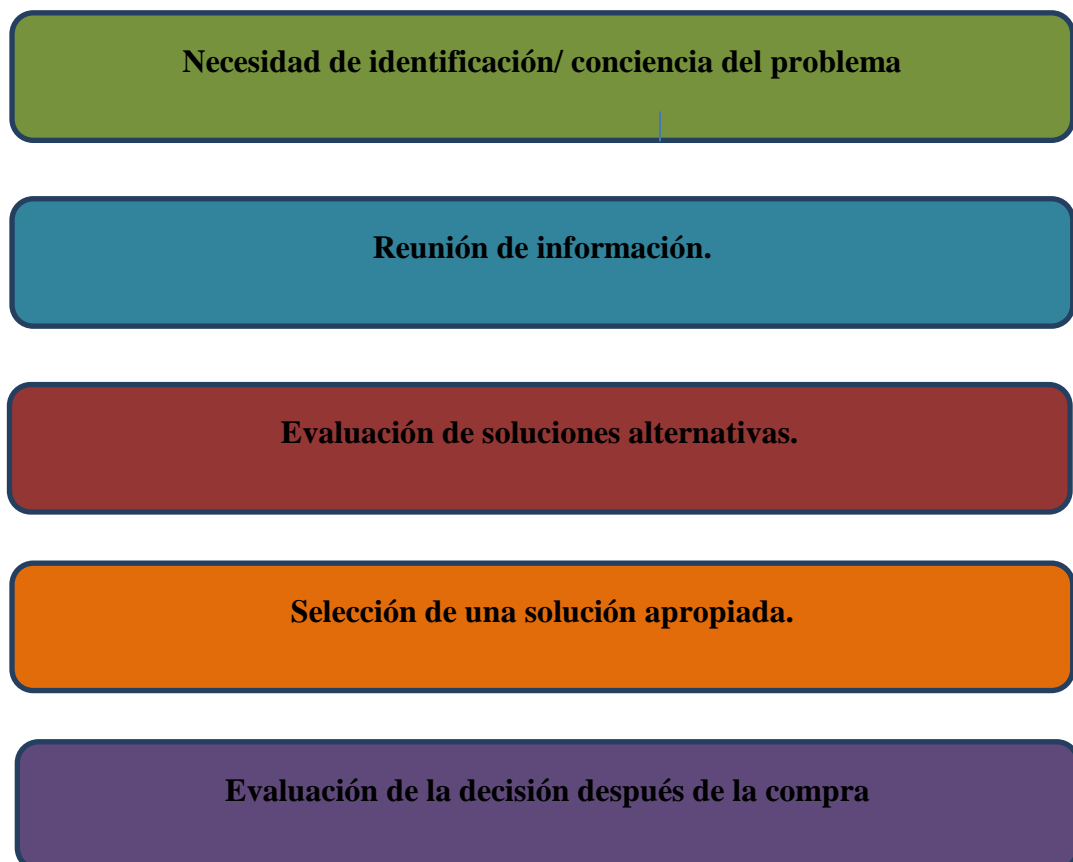 Necesidad de identificación/ conciencia del problema
Reunión de información.
Evaluación de soluciones alternativas.
Selección de una solución apropiada.
Evaluación de la decisión después de la compra